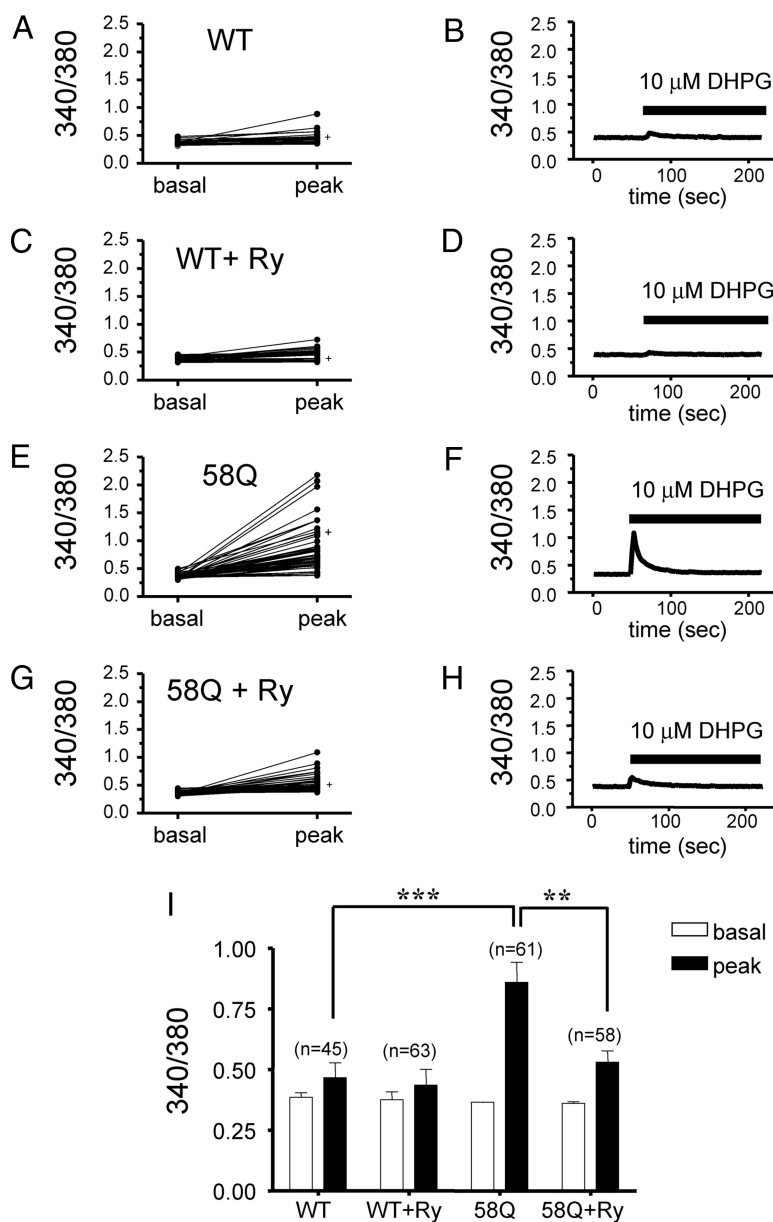 A
WT
340/380
2.5
2.0
1.5
1.0
0.5
0.0
+
basal peak
B
340/380
2.5
2.0
1.5
1.0
0.5
0.0
10 μM DHPG
0 100 200
time (sec)
C
WT+ Ry
340/380
2.5
2.0
1.5
1.0
0.5
0.0
+
basal peak
D
340/380
2.5
2.0
1.5
1.0
0.5
0.0
10 μM DHPG
0 100 200
time (sec)
E
58Q
340/380
2.5
2.0
1.5
1.0
0.5
0.0
+
basal peak
F
340/380
2.5
2.0
1.5
1.0
0.5
0.0
10 μM DHPG
0 100 200
time (sec)
G
58Q + Ry
340/380
2.5
2.0
1.5
1.0
0.5
0.0
+
basal peak
H
340/380
2.5
2.0
1.5
1.0
0.5
0.0
10 μM DHPG
0 100 200
time (sec)
I
*** **
basal
peak
340/380
1.00
0.75
0.50
0.25
0.00
(n=45) (n=63) (n=61) (n=58)
WT WT+Ry 58Q 58Q+Ry